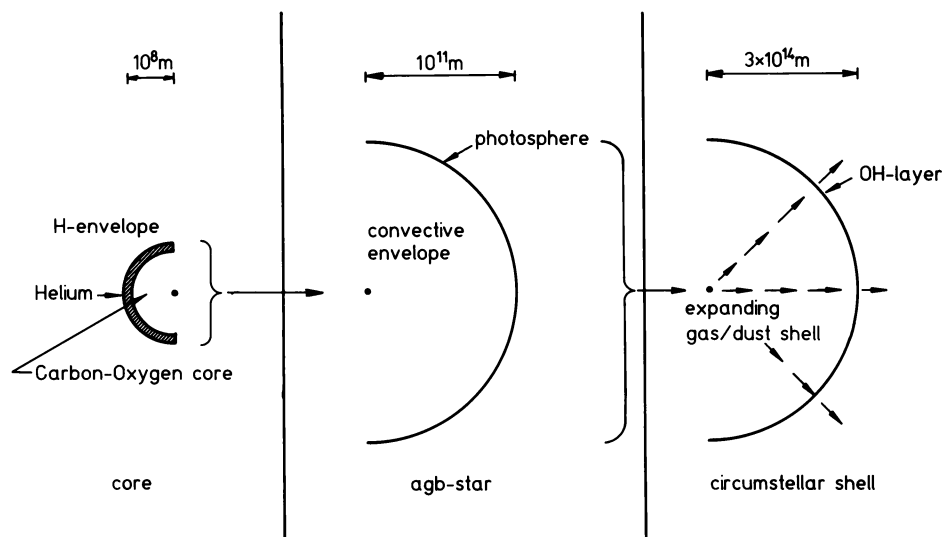 10⁸m
H-envelope
Helium
Carbon-Oxygen core
core
10¹¹m
photosphere
convective
envelope
agb-star
3×10¹⁴m
OH-layer
expanding
gas/dust shell
circumstellar shell